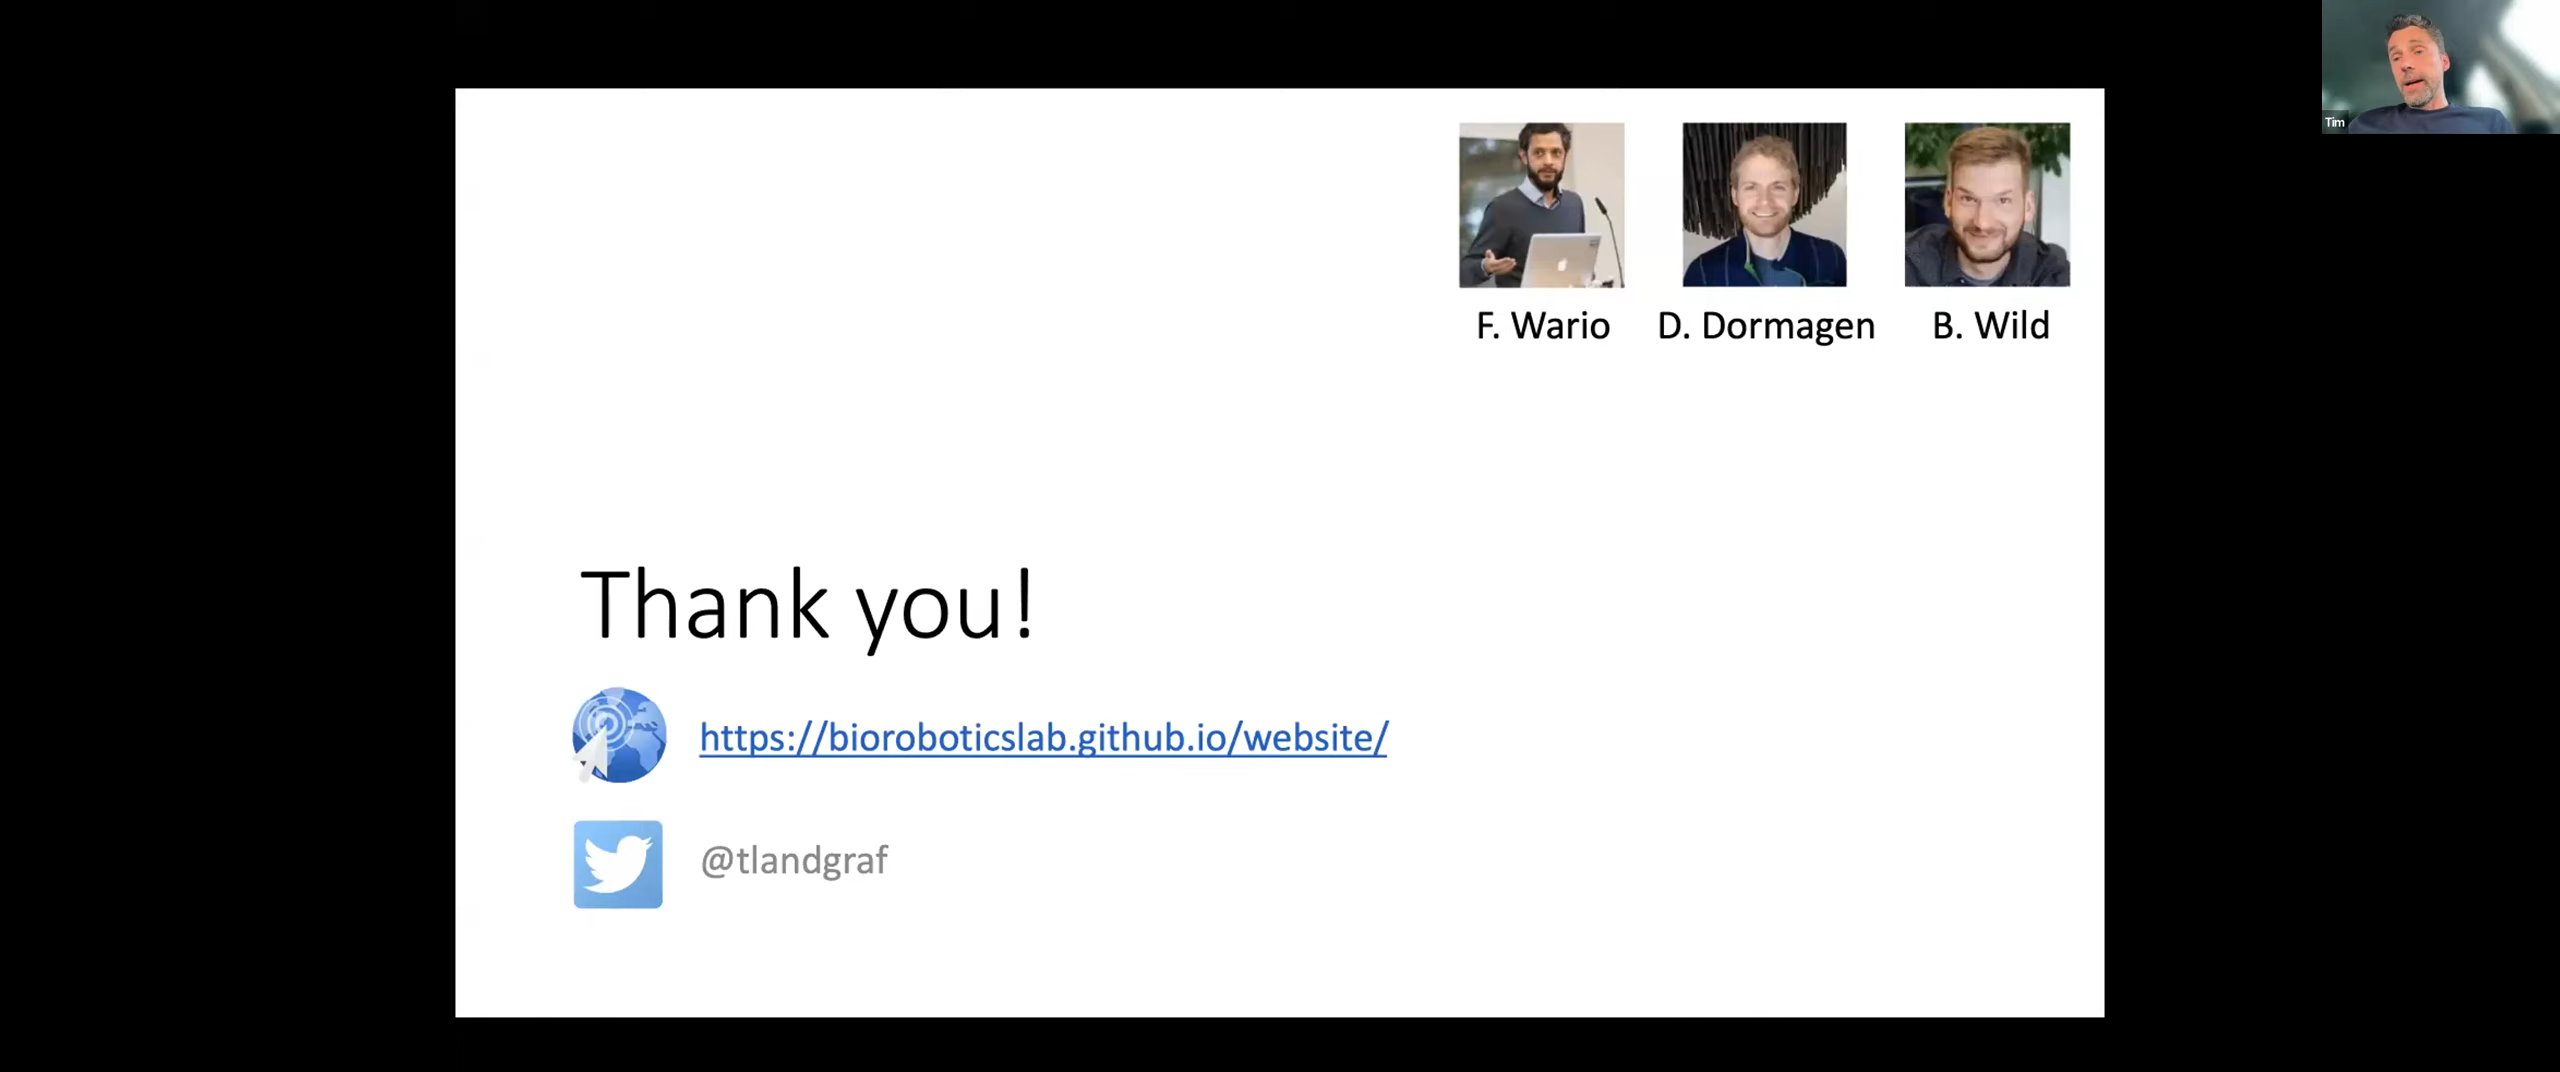 Tim
F. Wario
D. Dormagen
B. Wild
Thank you!
https://bioroboticslab.github.io/website/
@tlandgraf